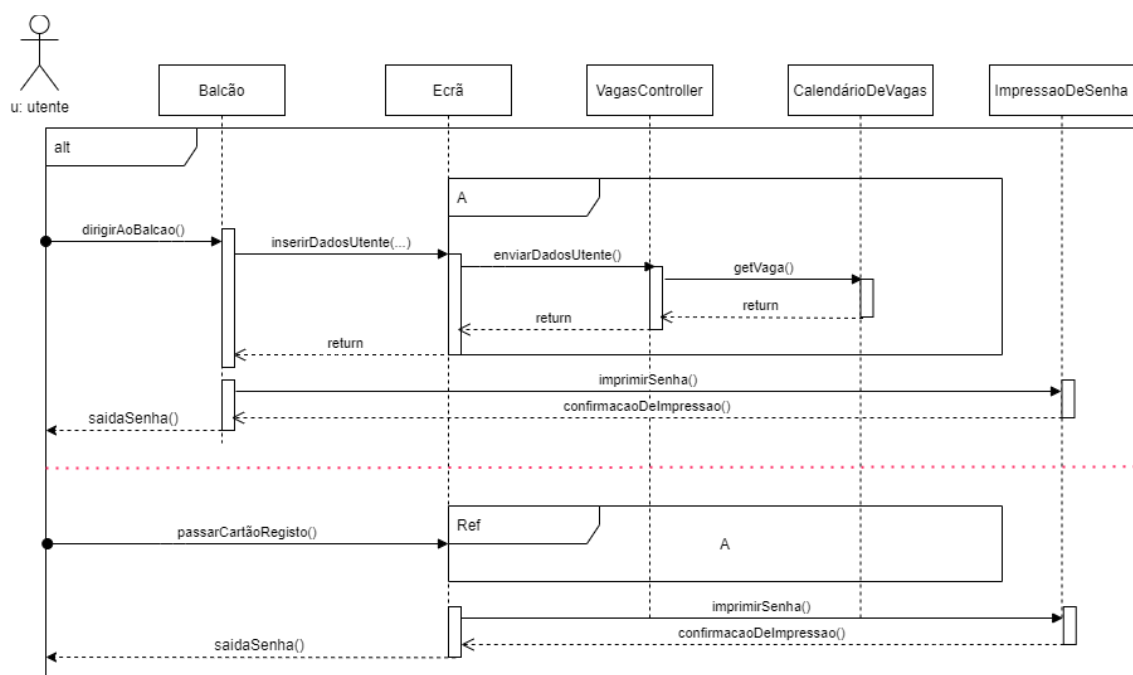 u: utente
Balcão
Ecrã
VagasController
CalendárioDeVagas
ImpressaoDeSenha
alt
A
dirigirAoBalcao()
inserirDadosUtente(...)
enviarDadosUtente()
getVaga()
return
return
return
imprimirSenha()
confirmacaoDeImpressao()
saidaSenha()
passarCartãoRegisto()
Ref
A
imprimirSenha()
confirmacaoDeImpressao()
saidaSenha()